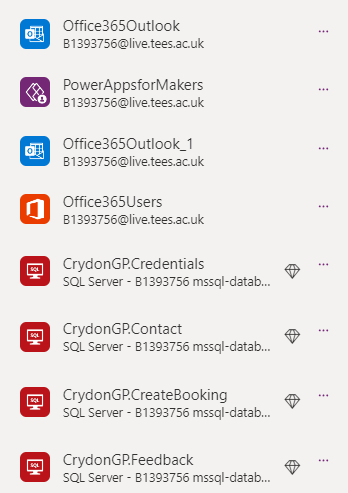 Office365Outlook
B1393756@live.tees.ac.uk
PowerAppsforMakers
B1393756@live.tees.ac.uk
Office365Outlook_1
B1393756@live.tees.ac.uk
Office365Users
B1393756@live.tees.ac.uk
CrydonGP.Credentials
SQL Server - B1393756 mssql-datab...
CrydonGP.Contact
SQL Server - B1393756 mssql-datab...
CrydonGP.CreateBooking
SQL Server - B1393756 mssql-datab...
CrydonGP.Feedback
SQL Server - B1393756 mssql-datab...